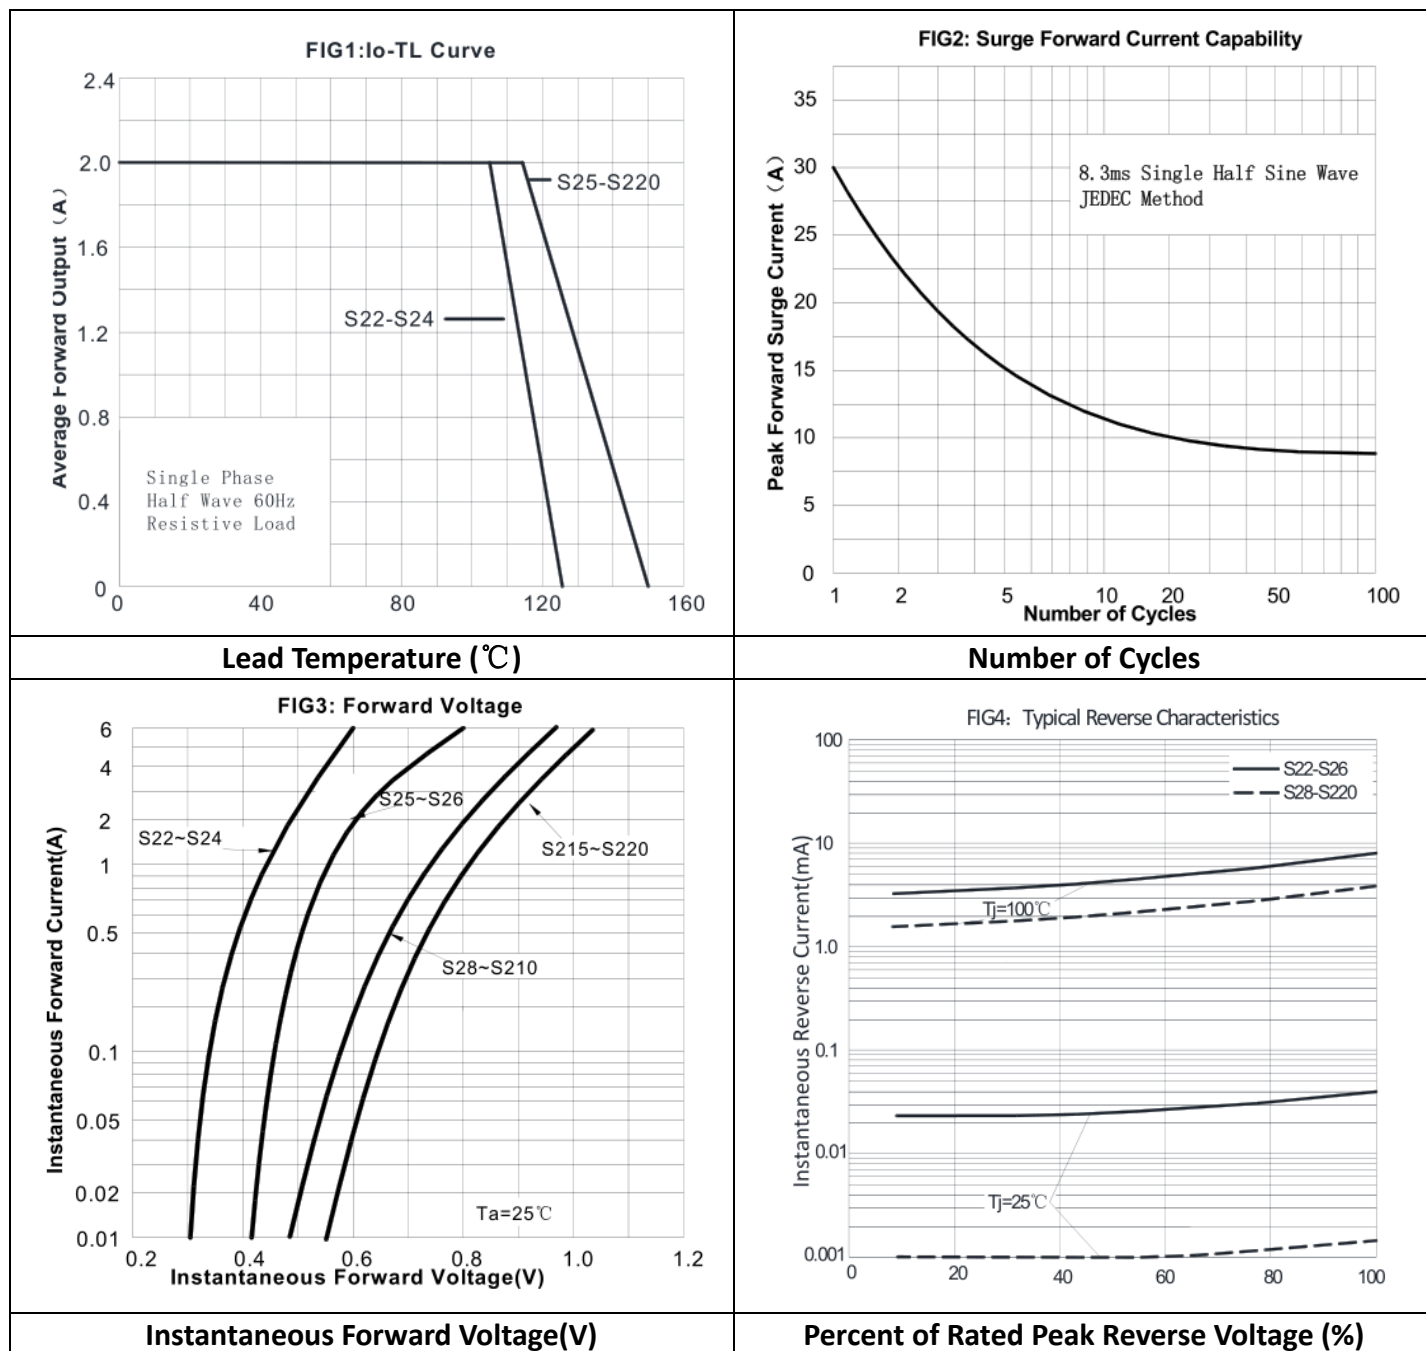 FIG1:Io-TL Curve
Average Forward Output (A)
2.4
2.0
1.6
1.2
0.8
0.4
0
S25-S220
S22-S24
Single Phase
Half Wave 60Hz
Resistive Load
0 40 80 120 160
Lead Temperature (℃)
FIG2: Surge Forward Current Capability
Peak Forward Surge Current (A)
35
30
25
20
15
10
5
0
8.3ms Single Half Sine Wave
JEDEC Method
1 2 5 10 20 50 100
Number of Cycles
Number of Cycles
FIG3: Forward Voltage
Instantaneous Forward Current(A)
6
4
2
1
0.5
0.1
0.05
0.02
0.01
S22~S24
S25~S26
S215~S220
S28~S210
Ta=25℃
0.2 0.4 0.6 0.8 1.0 1.2
Instantaneous Forward Voltage(V)
Instantaneous Forward Voltage(V)
FIG4: Typical Reverse Characteristics
Instantaneous Reverse Current(mA)
100
10
1.0
0.1
0.01
0.001
S22-S26
S28-S220
Tj=100℃
Tj=25℃
0 20 40 60 80 100
Percent of Rated Peak Reverse Voltage (%)